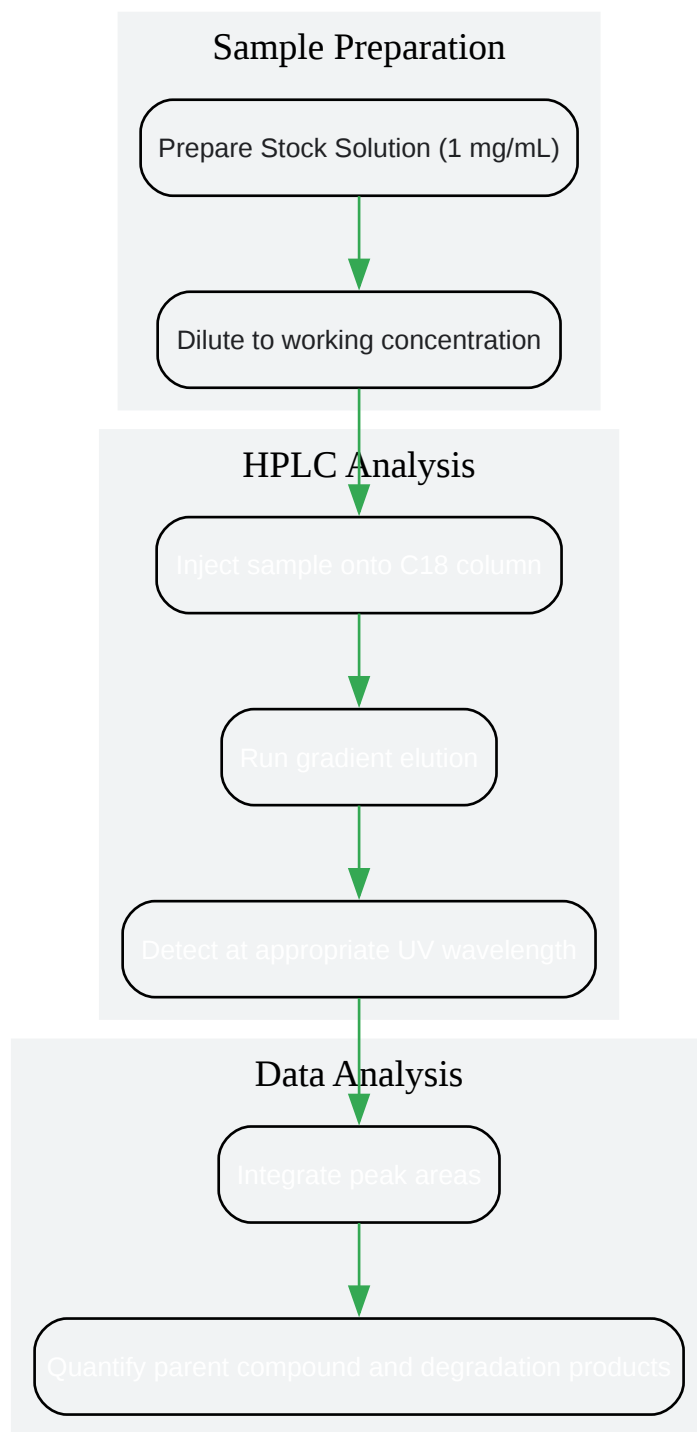 Sample Preparation
Prepare Stock Solution (1 mg/mL)
Dilute to working concentration
HPLC Analysis
Inject sample onto C18 column
Run gradient elution
Detect at appropriate UV wavelength
Data Analysis
Integrate peak areas
Quantify parent compound and degradation products